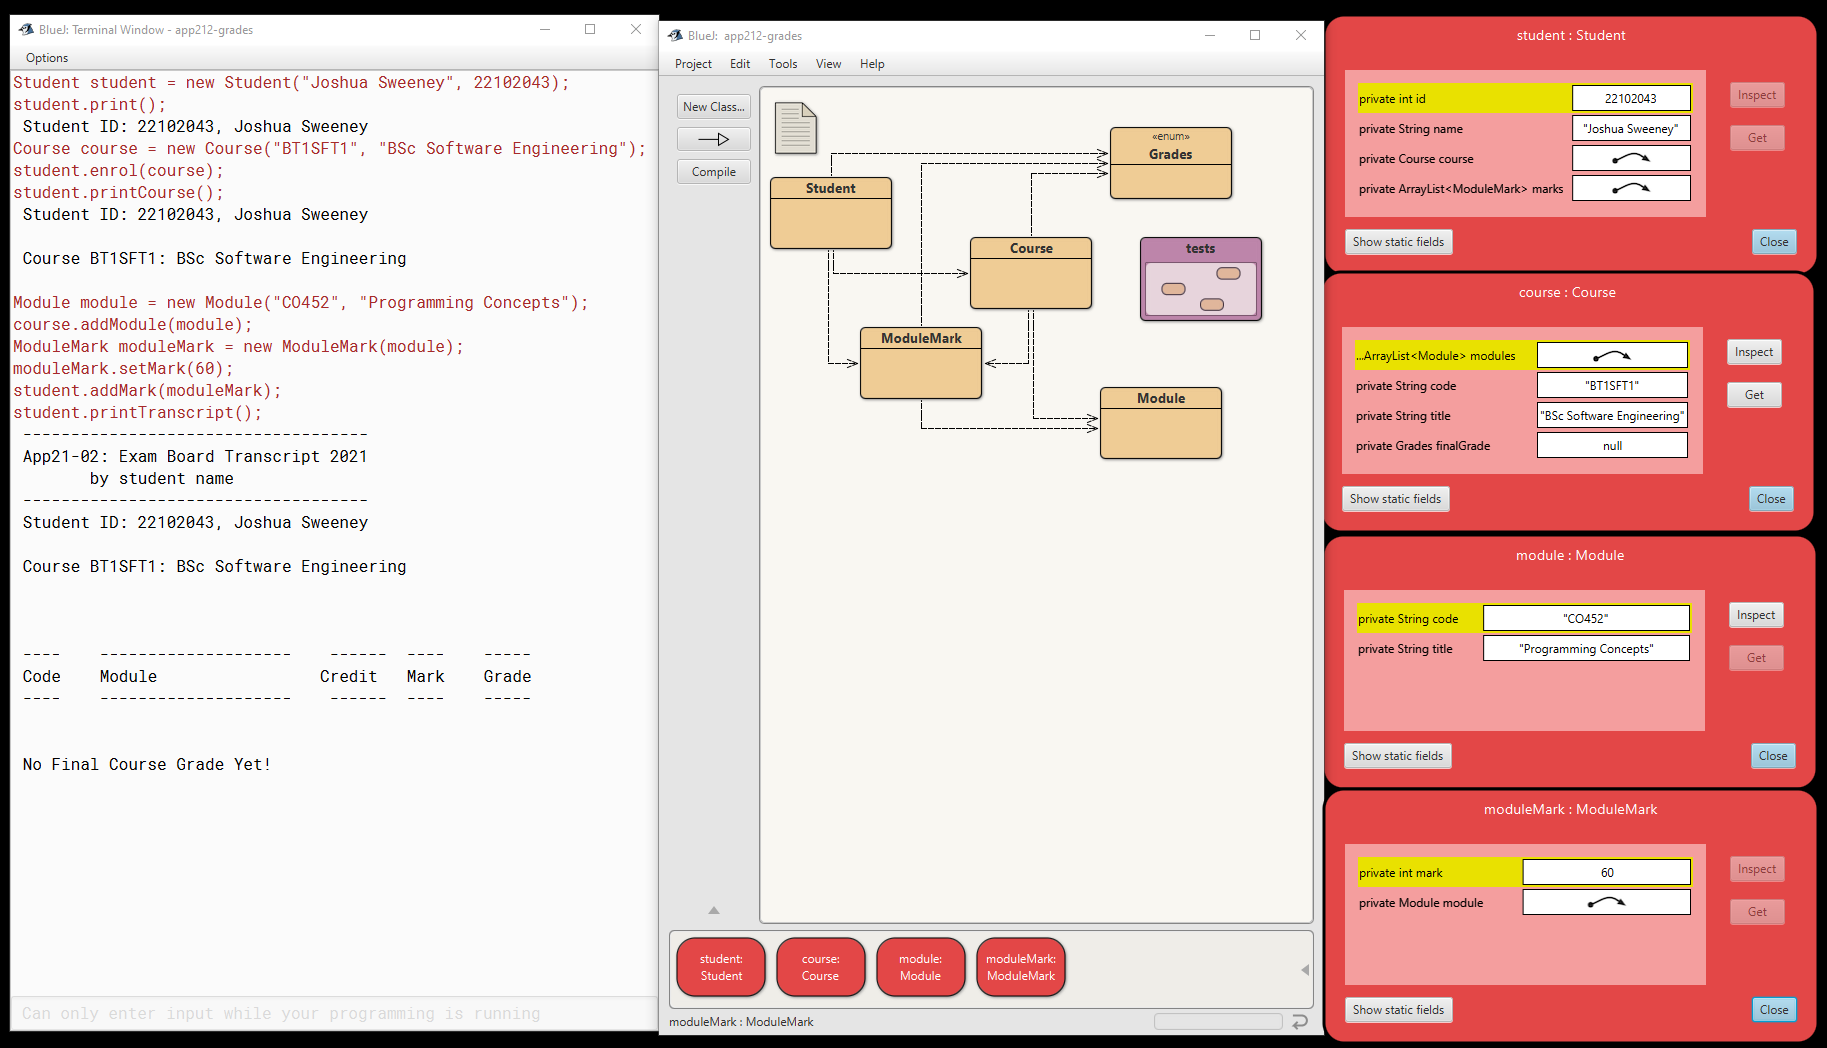 BlueJ: Terminal Window - app212-grades
Options
Student student = new Student("Joshua Sweeney", 22102043);
student.print();
Student ID: 22102043, Joshua Sweeney
Course course = new Course("BT1SFT1", "BSc Software Engineering");
student.enrol(course);
student.printCourse();
Student ID: 22102043, Joshua Sweeney
Course BT1SFT1: BSc Software Engineering
Module module = new Module("CO452", "Programming Concepts");
course.addModule(module);
ModuleMark moduleMark = new ModuleMark(module);
moduleMark.setMark(60);
student.addMark(moduleMark);
student.printTranscript();
------------------------------------
App21-02: Exam Board Transcript 2021
by student name
------------------------------------
Student ID: 22102043, Joshua Sweeney
Course BT1SFT1: BSc Software Engineering
---- -------------------- ------ ---- -----
Code Module Credit Mark Grade
---- -------------------- ------ ---- -----
No Final Course Grade Yet!
Can only enter input while your programming is running
BlueJ: app212-grades
Project Edit Tools View Help
New Class...
Compile
«enum»
Grades
Student
Course
tests
ModuleMark
Module
student:
Student
course:
Course
module:
Module
moduleMark:
ModuleMark
moduleMark : ModuleMark
student : Student
private int id 22102043
private String name "Joshua Sweeney"
private Course course
private ArrayList<ModuleMark> marks
Inspect
Get
Show static fields
Close
course : Course
...ArrayList<Module> modules
private String code "BT1SFT1"
private String title "BSc Software Engineering"
private Grades finalGrade null
Inspect
Get
Show static fields
Close
module : Module
private String code "CO452"
private String title "Programming Concepts"
Inspect
Get
Show static fields
Close
moduleMark : ModuleMark
private int mark 60
private Module module
Inspect
Get
Show static fields
Close